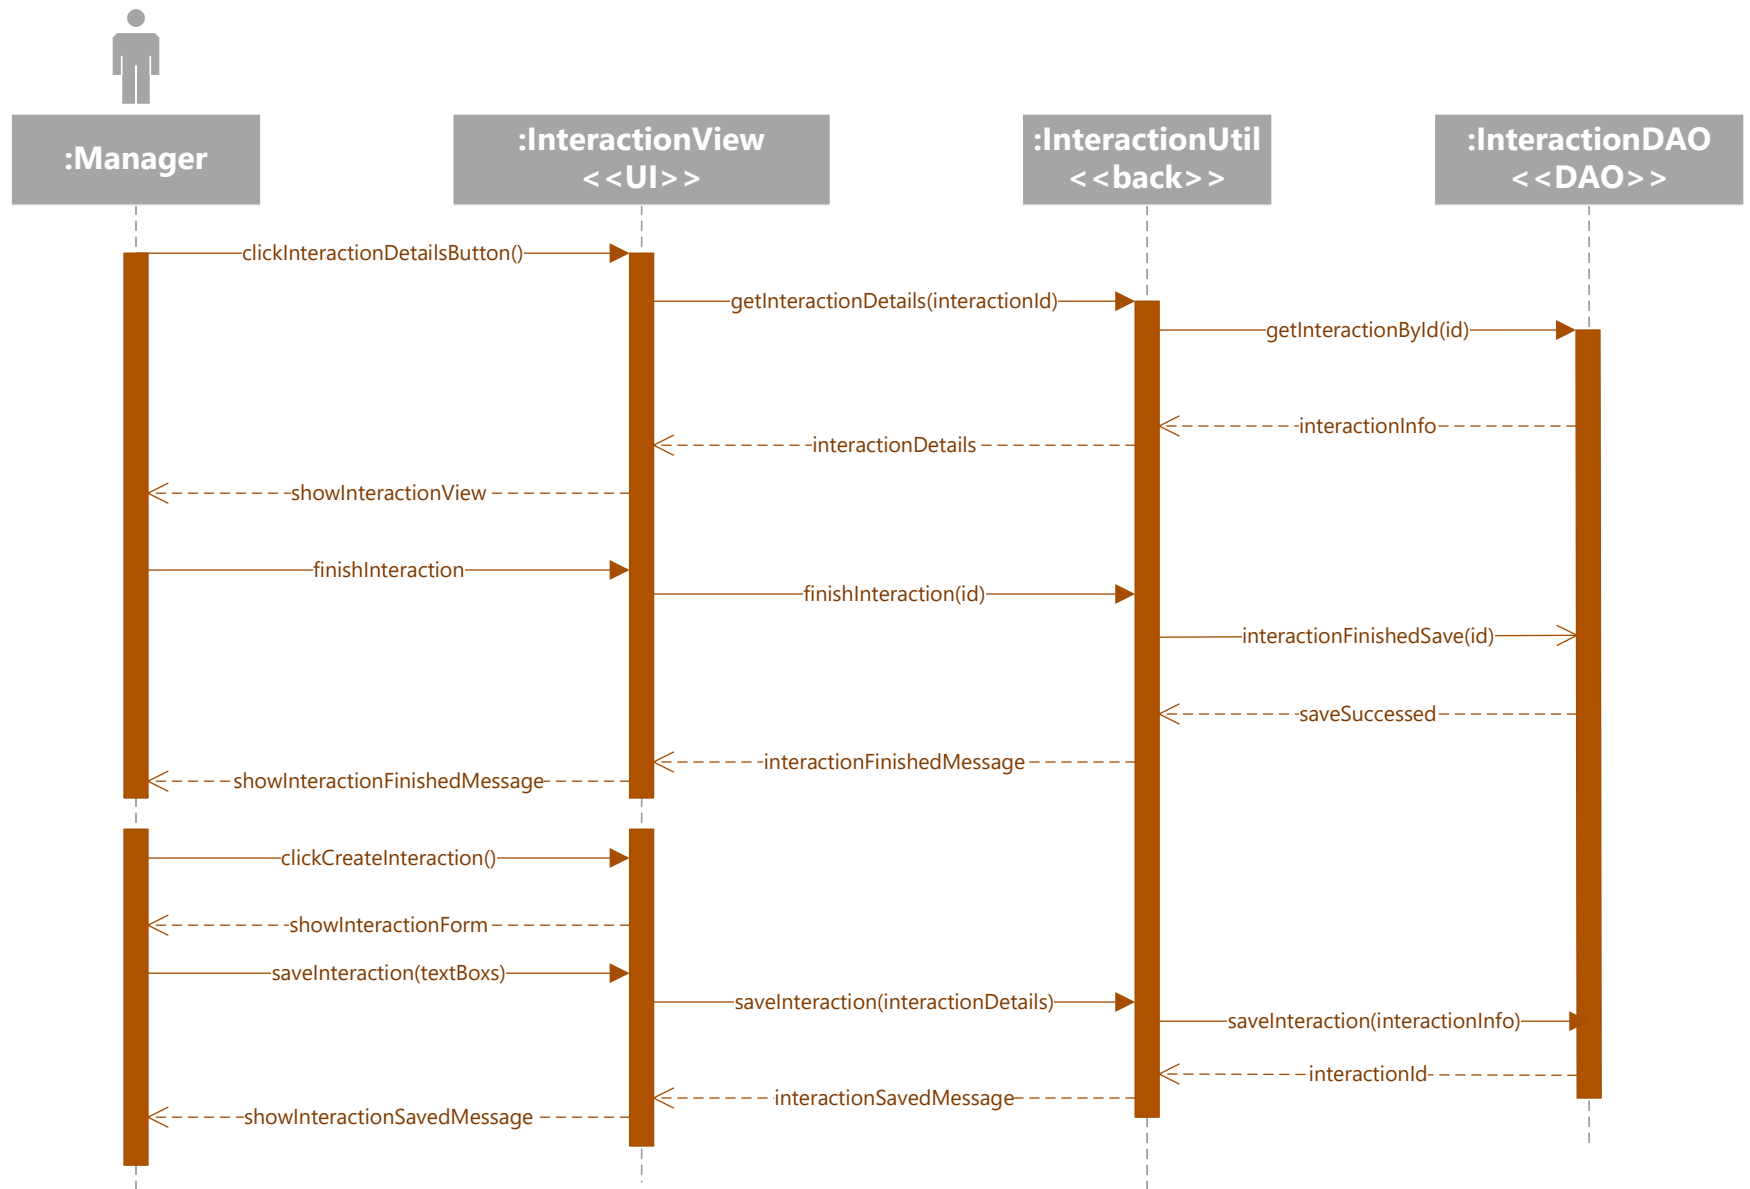 :Manager
:InteractionView
<<UI>>
:InteractionUtil
<<back>>
:InteractionDAO
<<DAO>>
clickInteractionDetailsButton()
getInteractionDetails(interactionId)
getInteractionById(id)
interactionInfo
interactionDetails
showInteractionView
finishInteraction
finishInteraction(id)
interactionFinishedSave(id)
saveSuccessed
interactionFinishedMessage
showInteractionFinishedMessage
clickCreateInteraction()
showInteractionForm
saveInteraction(textBoxs)
saveInteraction(interactionDetails)
saveInteraction(interactionInfo)
interactionId
interactionSavedMessage
showInteractionSavedMessage